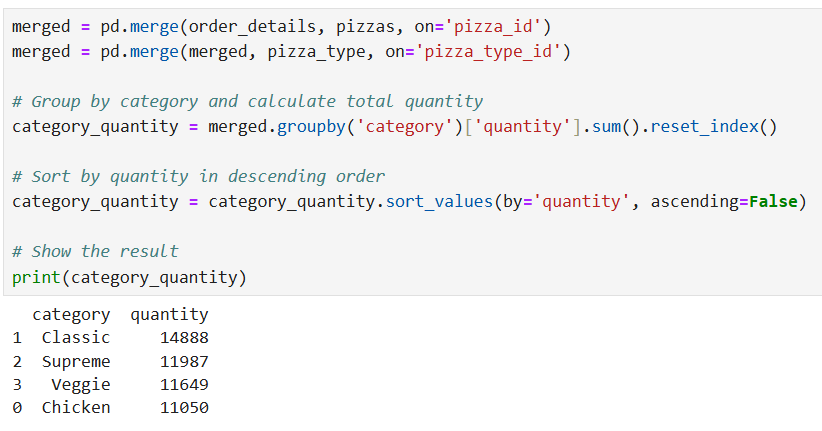 merged = pd.merge(order_details, pizzas, on='pizza_id')
merged = pd.merge(merged, pizza_type, on='pizza_type_id')

# Group by category and calculate total quantity
category_quantity = merged.groupby('category')['quantity'].sum().reset_index()

# Sort by quantity in descending order
category_quantity = category_quantity.sort_values(by='quantity', ascending=False)

# Show the result
print(category_quantity)
  category  quantity
1  Classic     14888
2  Supreme     11987
3   Veggie     11649
0  Chicken     11050